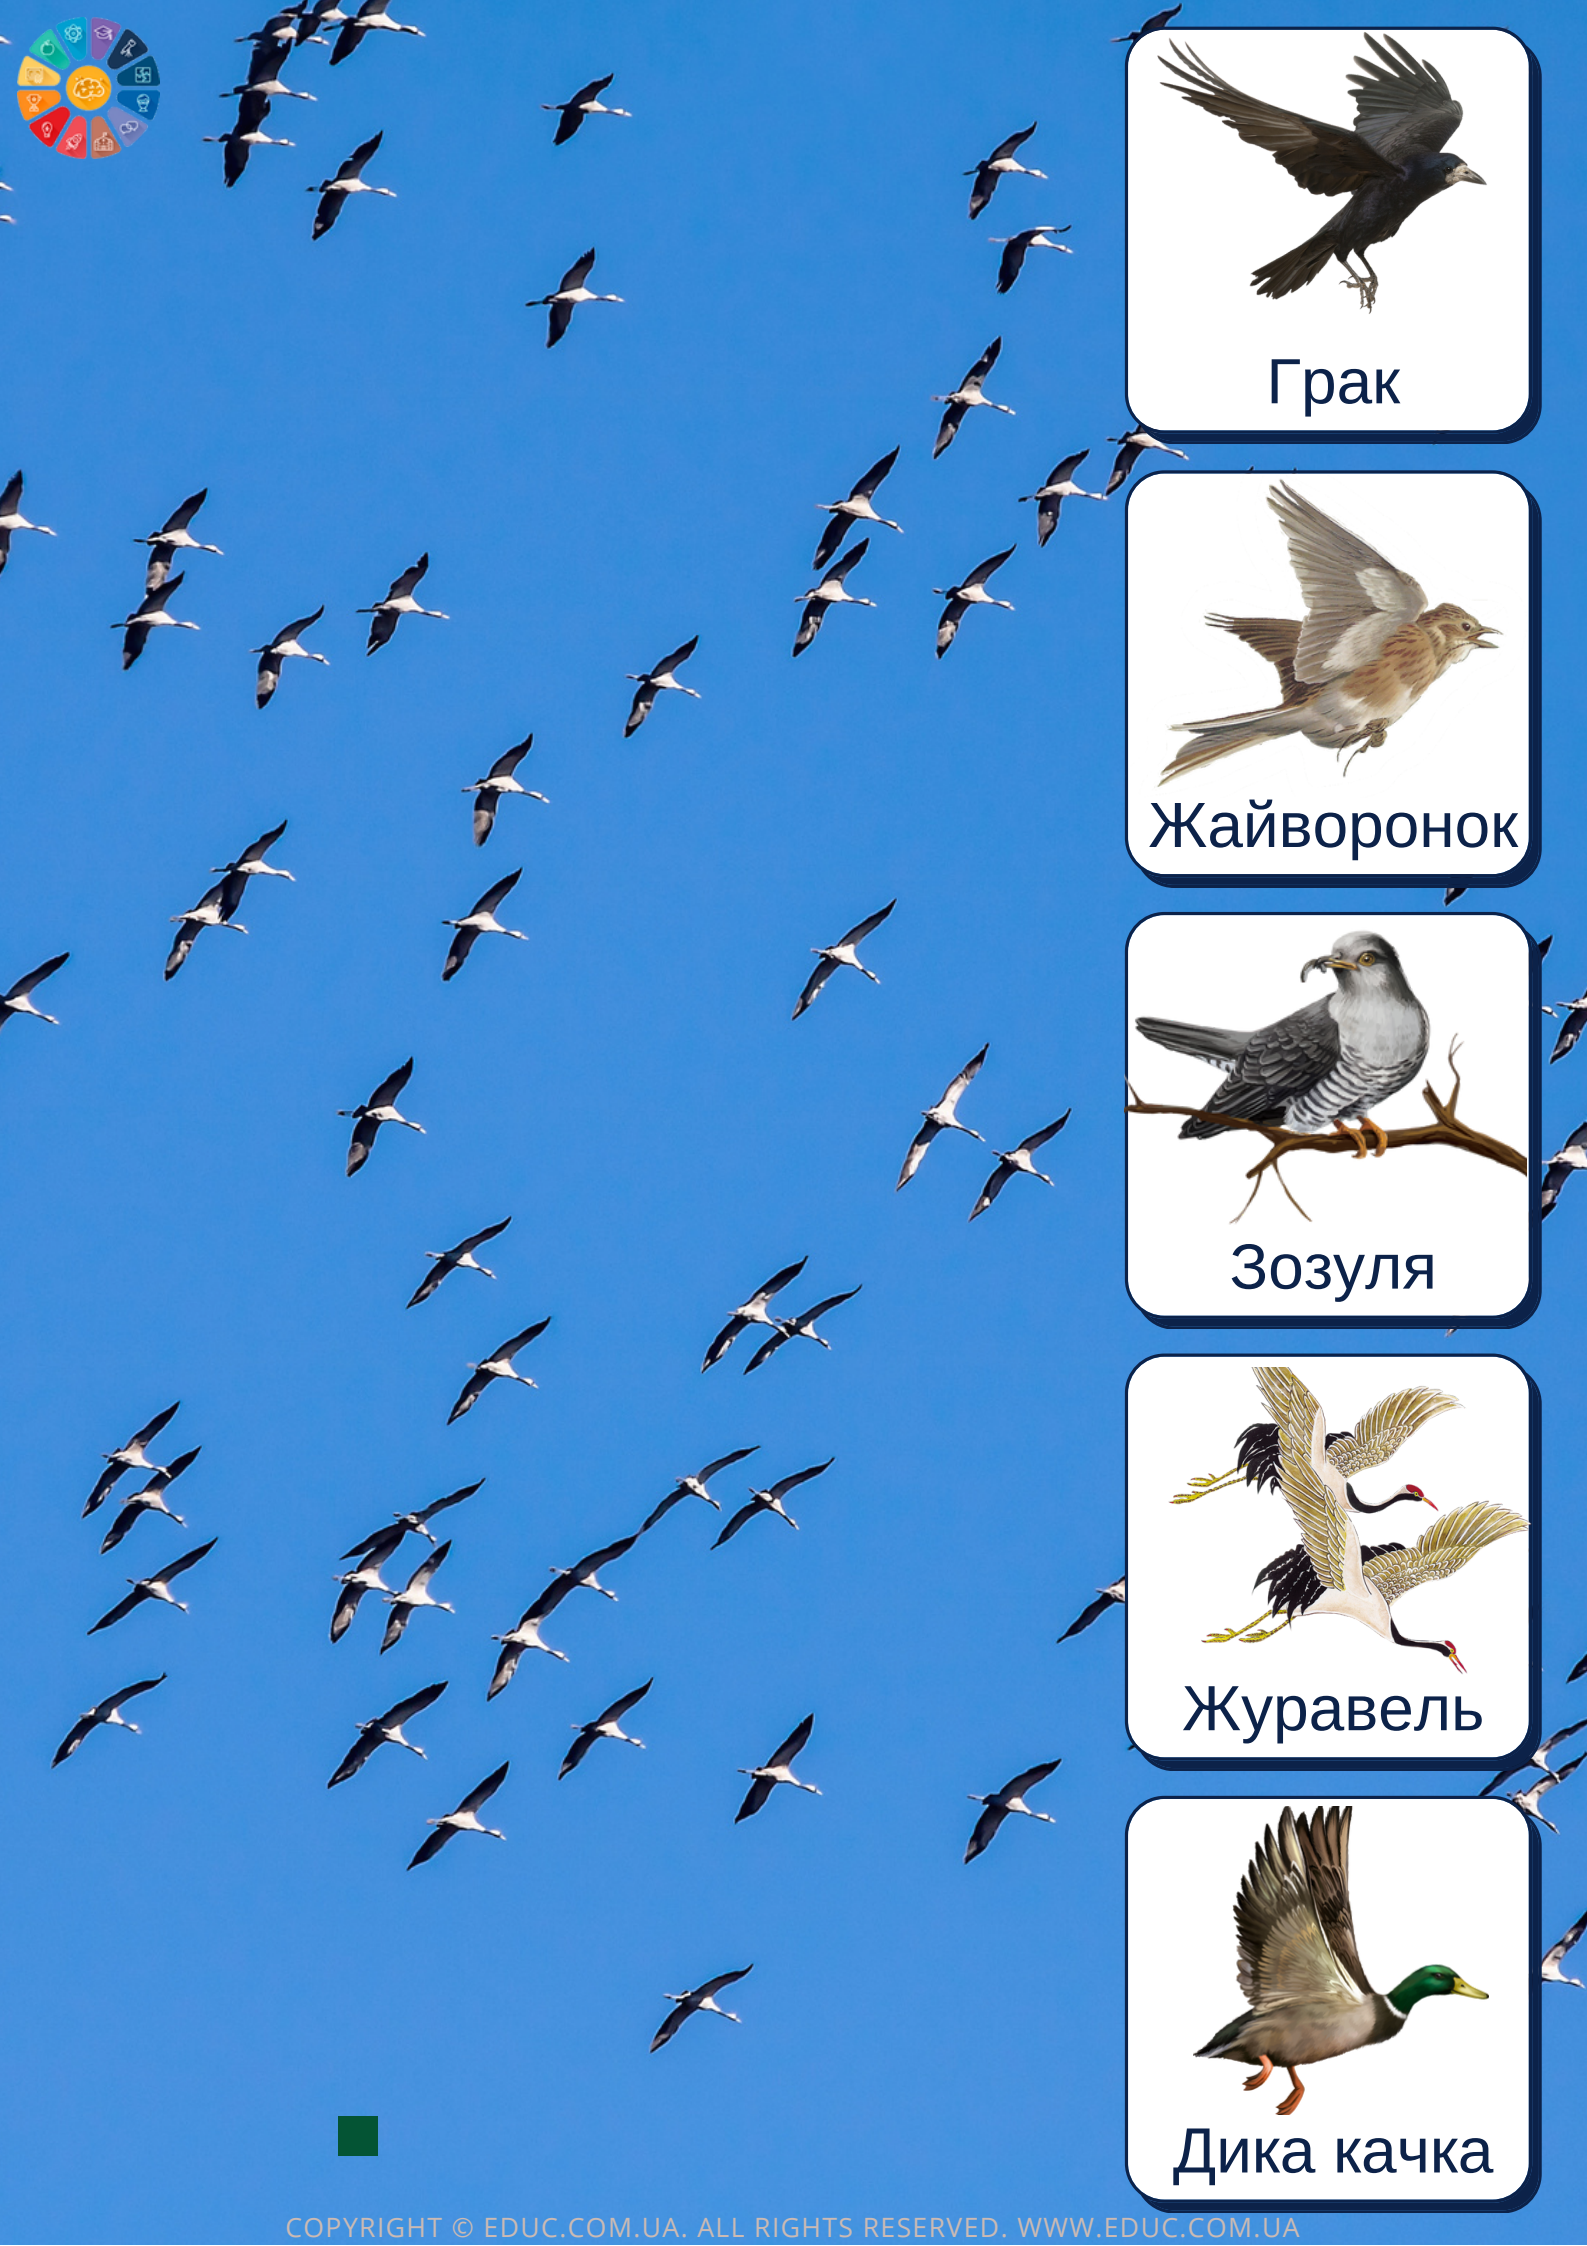 Грак
Жайворонок
Зозуля
Журавель
Дика качка
COPYRIGHT © EDUC.COM.UA. ALL RIGHTS RESERVED. WWW.EDUC.COM.UA